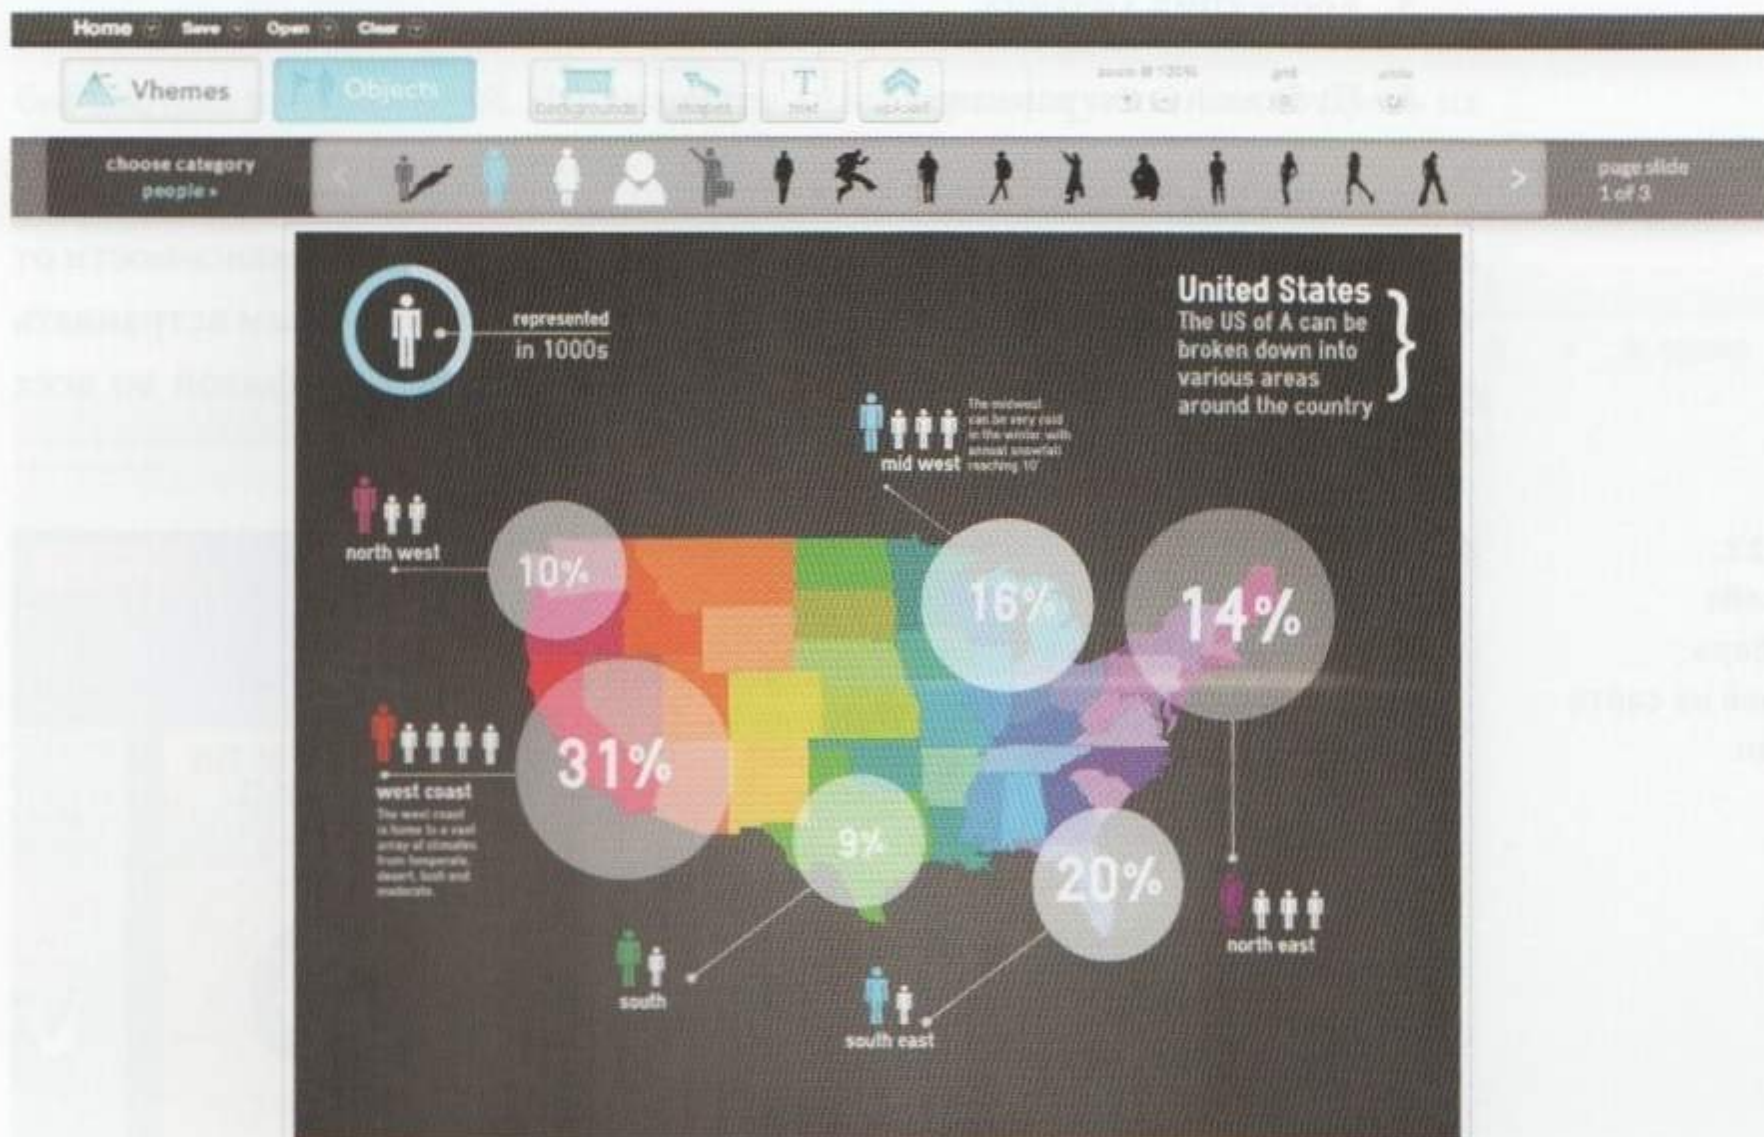 Home Save Open Clear
Vhemes
Objects
backgrounds
shapes
text
upload
choose category
people »
page slide
1 of 3
represented
in 1000s
United States
The US of A can be
broken down into
various areas
around the country
The midwest
can be very cold
in the winter with
annual snowfall
reaching 10'
mid west
north west
10%
16%
14%
31%
west coast
The west coast
is home to a vast
array of climates
from temperate,
desert, lush and
moderate.
9%
20%
north east
south
south east